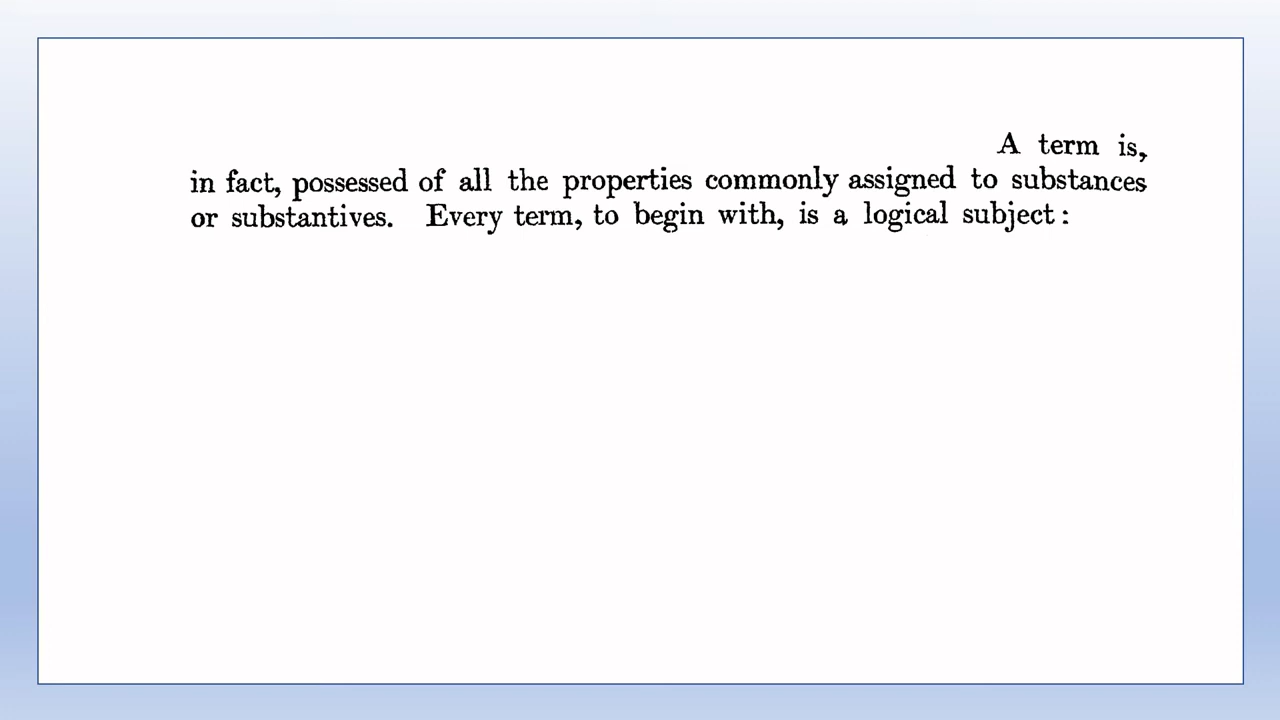 A term is,
in fact, possessed of all the properties commonly assigned to substances
or substantives. Every term, to begin with, is a logical subject: